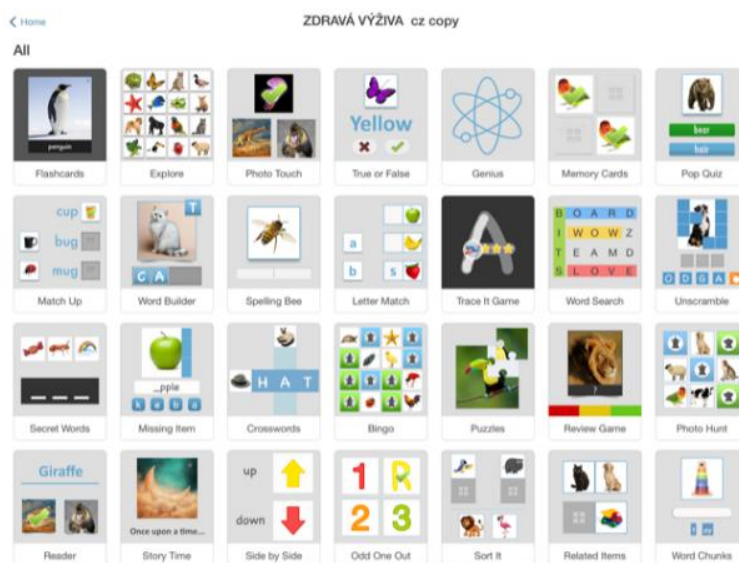 Home
ZDRAVÁ VÝŽIVA cz copy
All
penguin
Yellow
bear
hair
Flashcards
Explore
Photo Touch
True or False
Genius
Memory Cards
Pop Quiz
cup
bug
mug
T
C A
a
b
s
B O A R D
I W O W Z
T E A M D
S L O V E
O D G A
Match Up
Word Builder
Spelling Bee
Letter Match
Trace It Game
Word Search
Unscramble
_pple
k a b a
H A T
?
Secret Words
Missing Item
Crosswords
Bingo
Puzzles
Review Game
Photo Hunt
Giraffe
Once upon a time...
up
down
1 R
2 3
Reader
Story Time
Side by Side
Odd One Out
Sort It
Related Items
Word Chunks